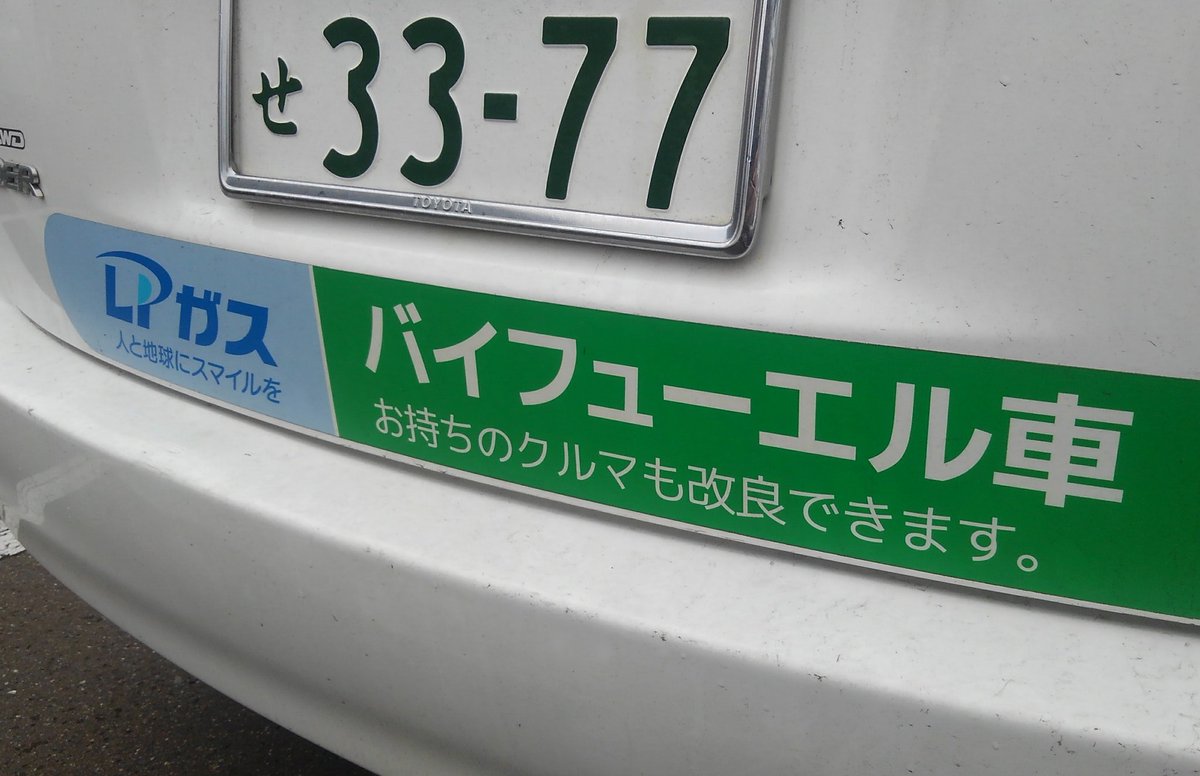 せ 33-77
TOYOTA
LPガス
人と地球にスマイルを
バイフューエル車
お持ちのクルマも改良できます。